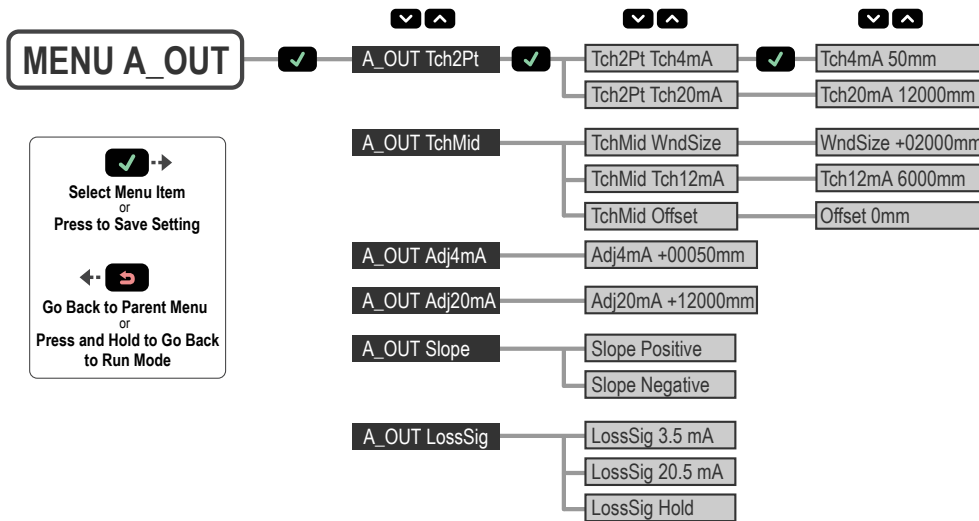 MENU A_OUT
A_OUT Tch2Pt
Tch2Pt Tch4mA
Tch4mA 50mm
Tch2Pt Tch20mA
Tch20mA 12000mm
A_OUT TchMid
TchMid WndSize
WndSize +02000mm
TchMid Tch12mA
Tch12mA 6000mm
TchMid Offset
Offset 0mm
A_OUT Adj4mA
Adj4mA +00050mm
A_OUT Adj20mA
Adj20mA +12000mm
A_OUT Slope
Slope Positive
Slope Negative
A_OUT LossSig
LossSig 3.5 mA
LossSig 20.5 mA
LossSig Hold
Select Menu Item
or
Press to Save Setting
Go Back to Parent Menu
or
Press and Hold to Go Back
to Run Mode